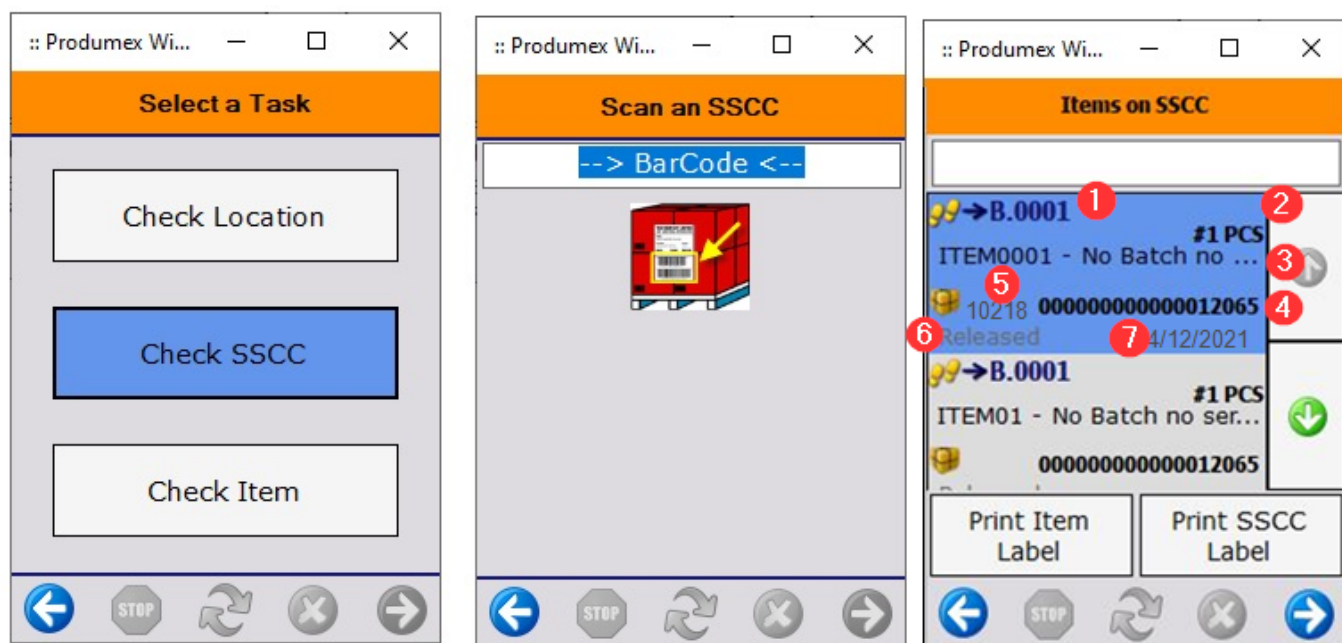 :: Produmex Wi...
Select a Task
Check Location
Check SSCC
Check Item
STOP
:: Produmex Wi...
Scan an SSCC
--> BarCode <--
STOP
:: Produmex Wi...
Items on SSCC
B.0001 1
2
#1 PCS
ITEM0001 - No Batch no ... 3
5
10218 000000000000012065 4
6 Released 7 4/12/2021
B.0001
#1 PCS
ITEM01 - No Batch no ser...
000000000000012065
Print Item
Label
Print SSCC
Label
STOP